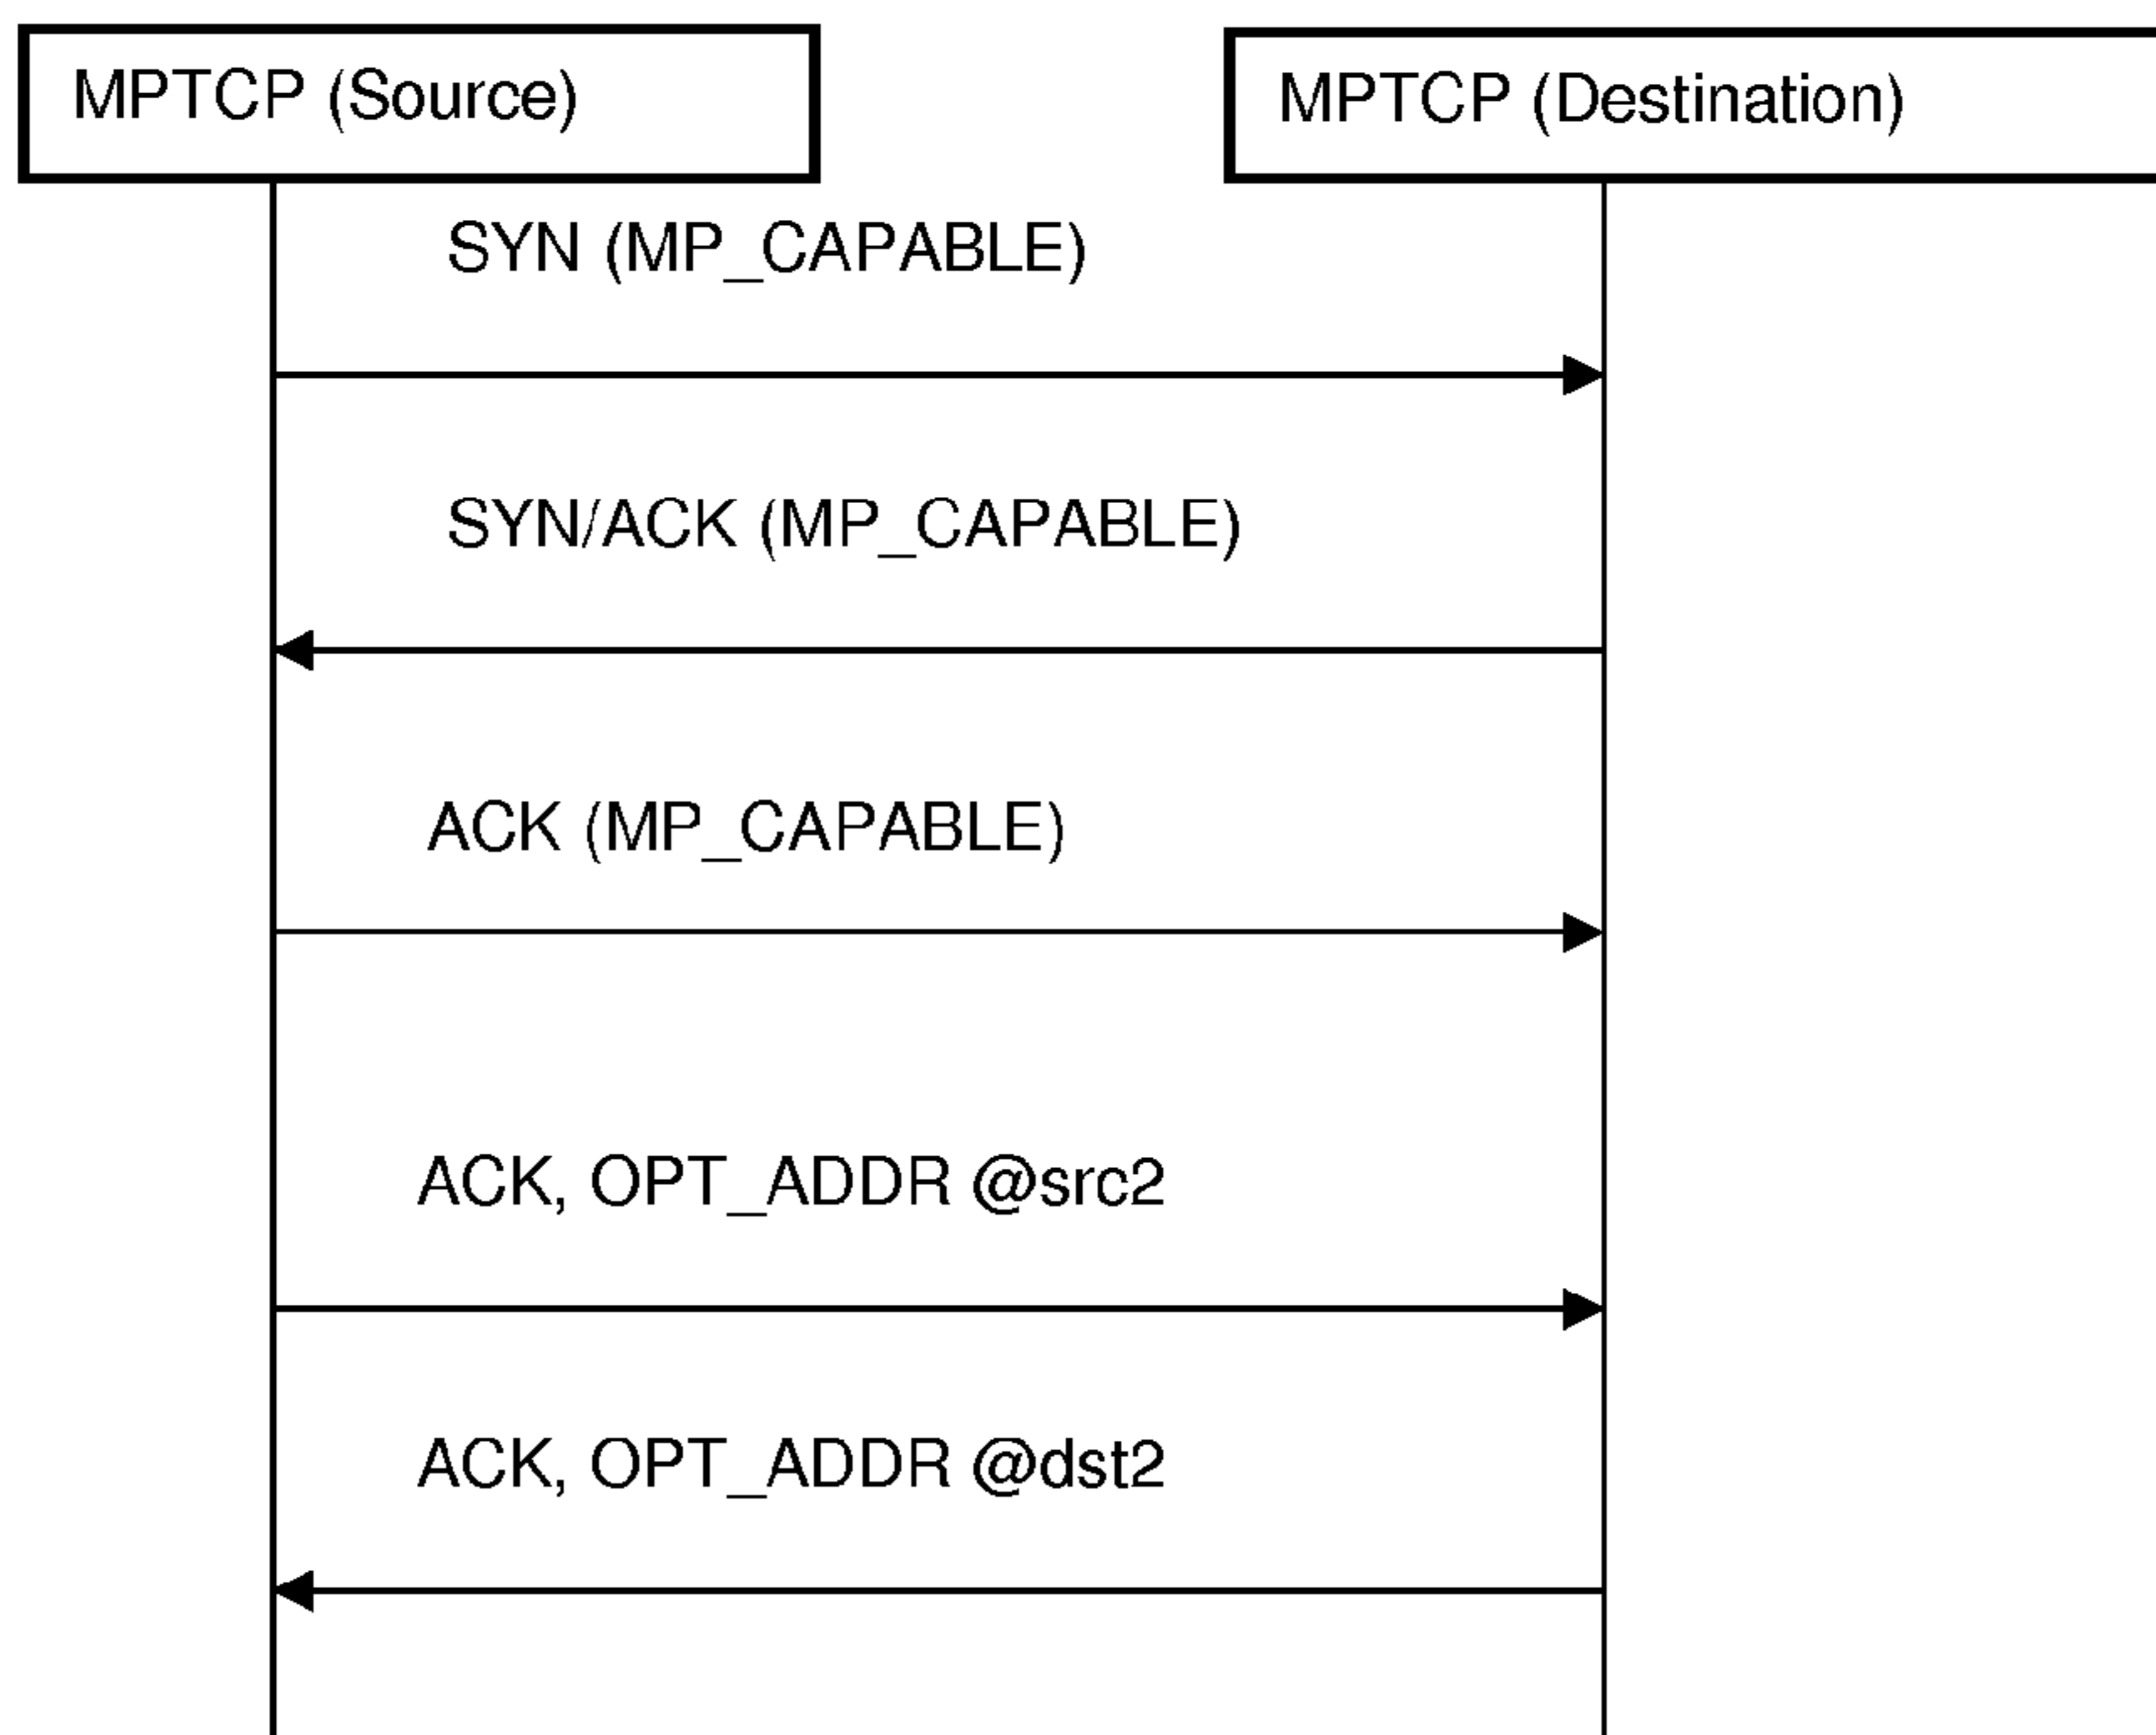 MPTCP (Source)
MPTCP (Destination)
SYN (MP_CAPABLE)
SYN/ACK (MP_CAPABLE)
ACK (MP_CAPABLE)
ACK, OPT_ADDR @src2
ACK, OPT_ADDR @dst2